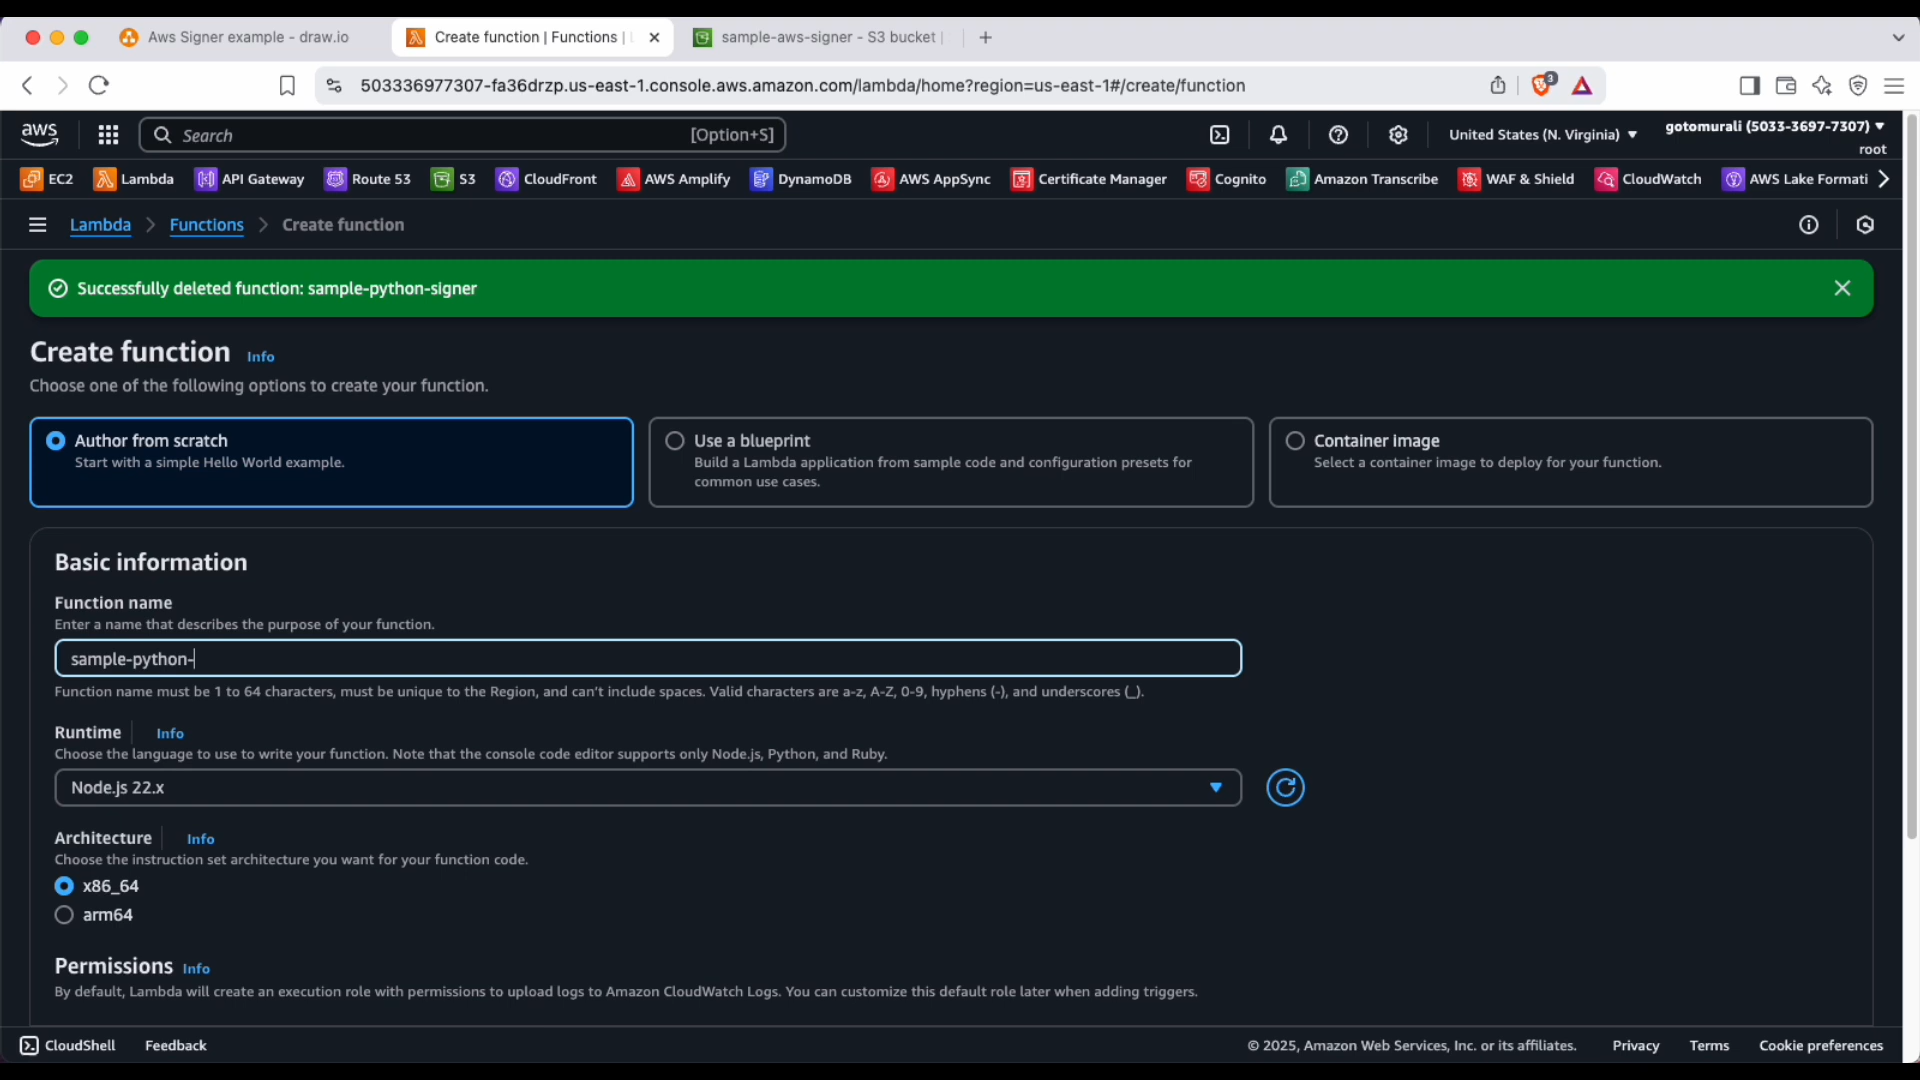 Aws Signer example - draw.io
Create function | Functions |
sample-aws-signer - S3 bucket |
503336977307-fa36drzp.us-east-1.console.aws.amazon.com/lambda/home?region=us-east-1#/create/function
3
aws
Search
[Option+S]
United States (N. Virginia)
gotomurali (5033-3697-7307)
root
EC2
Lambda
API Gateway
Route 53
S3
CloudFront
AWS Amplify
DynamoDB
AWS AppSync
Certificate Manager
Cognito
Amazon Transcribe
WAF & Shield
CloudWatch
AWS Lake Formati
Lambda
Functions
Create function
Successfully deleted function: sample-python-signer
Create function
Info
Choose one of the following options to create your function.
Author from scratch
Start with a simple Hello World example.
Use a blueprint
Build a Lambda application from sample code and configuration presets for
common use cases.
Container image
Select a container image to deploy for your function.
Basic information
Function name
Enter a name that describes the purpose of your function.
sample-python-
Function name must be 1 to 64 characters, must be unique to the Region, and can't include spaces. Valid characters are a-z, A-Z, 0-9, hyphens (-), and underscores (_).
Runtime
Info
Choose the language to use to write your function. Note that the console code editor supports only Node.js, Python, and Ruby.
Node.js 22.x
Architecture
Info
Choose the instruction set architecture you want for your function code.
x86_64
arm64
Permissions
Info
By default, Lambda will create an execution role with permissions to upload logs to Amazon CloudWatch Logs. You can customize this default role later when adding triggers.
CloudShell
Feedback
© 2025, Amazon Web Services, Inc. or its affiliates.
Privacy
Terms
Cookie preferences